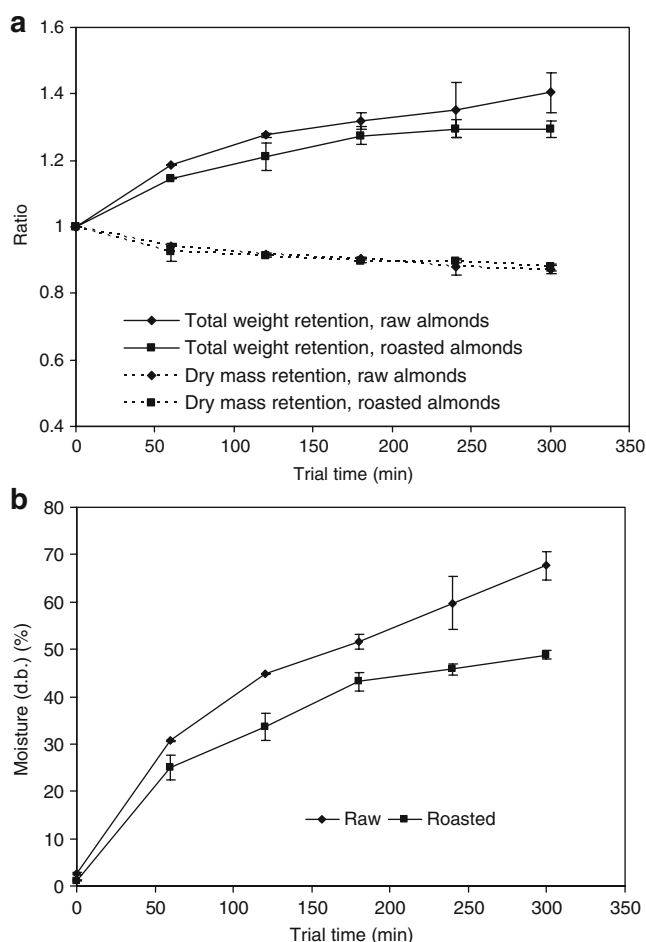 a
1.6
1.4
1.2
1
0.8
0.6
0.4
Ratio
Total weight retention, raw almonds
Total weight retention, roasted almonds
Dry mass retention, raw almonds
Dry mass retention, roasted almonds
0 50 100 150 200 250 300 350
Trial time (min)
b
80
70
60
50
40
30
20
10
0
Moisture (d.b.) (%)
Raw Roasted
0 50 100 150 200 250 300 350
Trial time (min)